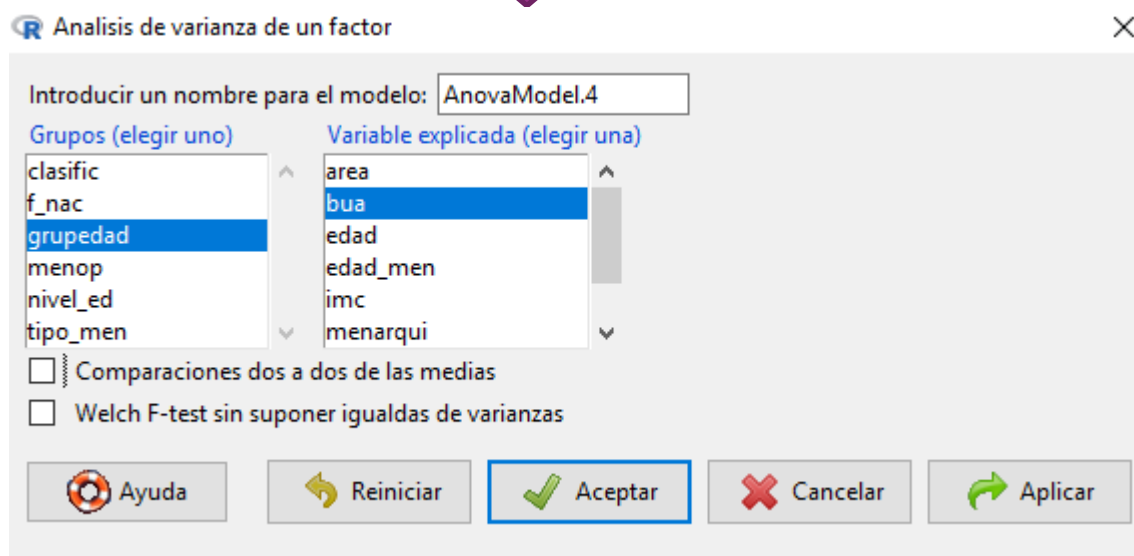 Analisis de varianza de un factor
Introducir un nombre para el modelo: AnovaModel.4
Grupos (elegir uno) Variable explicada (elegir una)
clasific area
f_nac bua
grupedad edad
menop edad_men
nivel_ed imc
tipo_men menarqui
Comparaciones dos a dos de las medias
Welch F-test sin suponer igualdas de varianzas
Ayuda Reiniciar Aceptar Cancelar Aplicar